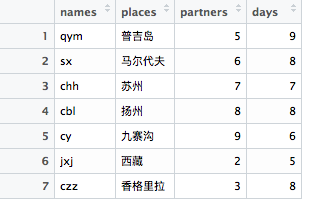 names places partners days
1 qym 普吉岛 5 9
2 sx 马尔代夫 6 8
3 chh 苏州 7 7
4 cbl 扬州 8 8
5 cy 九寨沟 9 6
6 jxj 西藏 2 5
7 czz 香格里拉 3 8